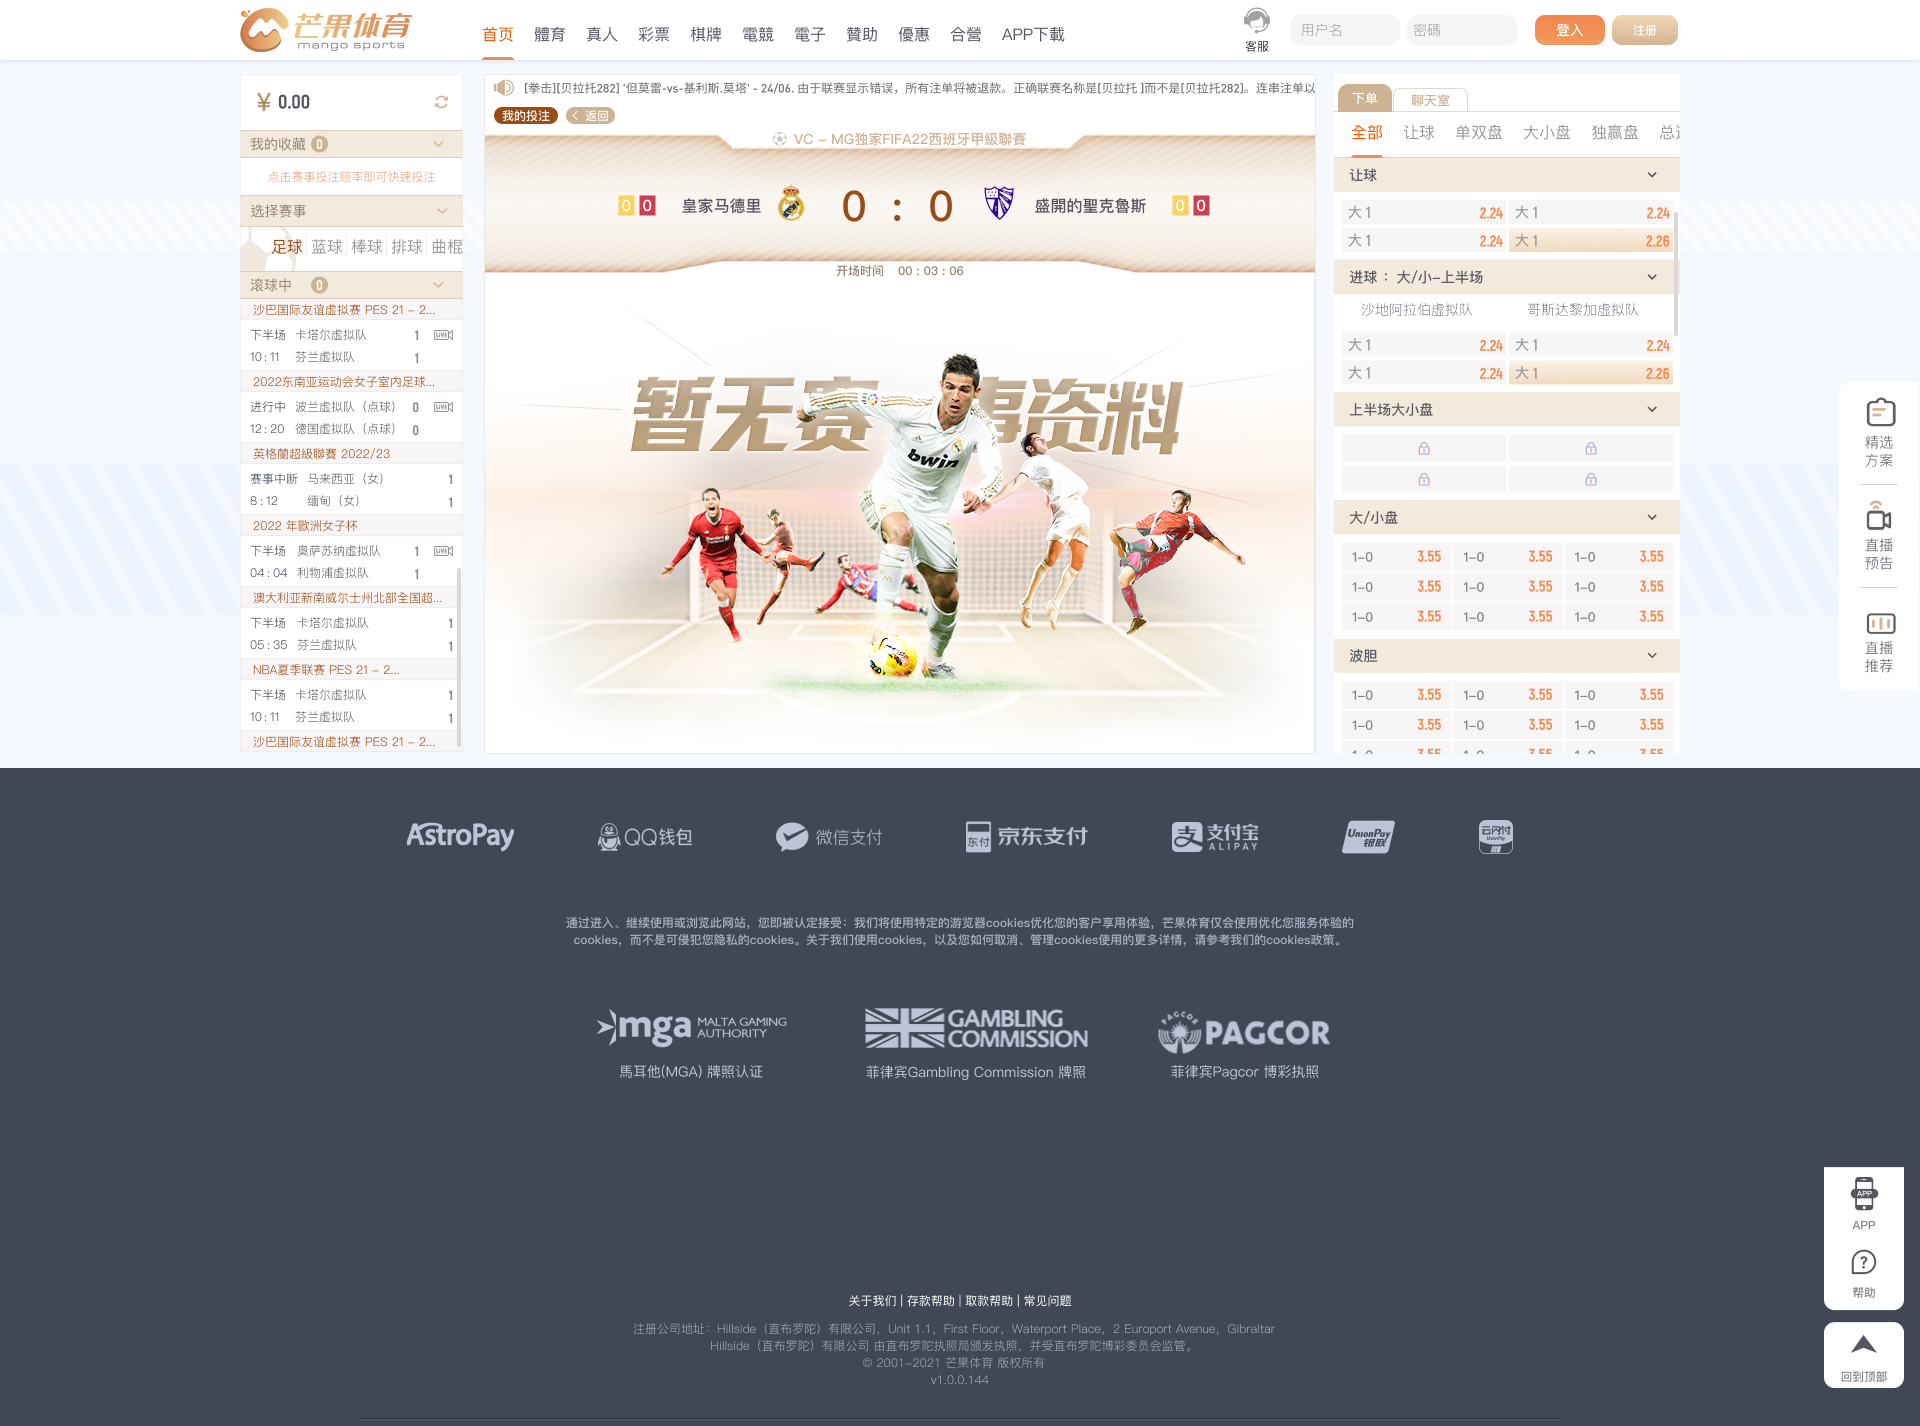 芒果体育
mango sports
首页 體育 真人 彩票 棋牌 電競 電子 贊助 優惠 合營 APP下載
客服
用户名
密碼
登入
注册
¥ 0.00
我的收藏 0
点击赛事投注赔率即可快速投注
选择赛事
足球 蓝球 棒球 排球 曲棍
滚球中 0
沙巴国际友谊虚拟赛 PES 21 – 2...
下半场 卡塔尔虚拟队 1 LIVE
10 : 11 芬兰虚拟队 1
2022东南亚运动会女子室内足球...
进行中 波兰虚拟队（点球） 0 LIVE
12 : 20 德国虚拟队（点球） 0
英格蘭超級聯賽 2022/23
赛事中断 马来西亚（女） 1
8 : 12 缅甸（女） 1
2022 年歐洲女子杯
下半场 奥萨苏纳虚拟队 1 LIVE
04 : 04 利物浦虚拟队 1
澳大利亚新南威尔士州北部全国超...
下半场 卡塔尔虚拟队 1
05 : 35 芬兰虚拟队 1
NBA夏季联赛 PES 21 – 2...
下半场 卡塔尔虚拟队 1
10 : 11 芬兰虚拟队 1
沙巴国际友谊虚拟赛 PES 21 – 2...
[拳击][贝拉托282] '但莫雷-vs-基利斯.莫塔' - 24/06. 由于联赛显示错误，所有注单将被退款。正确联赛名称是[贝拉托 ]而不是[贝拉托282]。连串注单以
我的投注
返回
VC – MG独家FIFA22西班牙甲級聯賽
0 0 皇家马德里 0 : 0 盛開的聖克鲁斯 0 0
开场时间 00 : 03 : 06
暂无赛事资料
bwin
下单 聊天室
全部 让球 单双盘 大小盘 独赢盘
让球
大 1 2.24 大 1 2.24
大 1 2.24 大 1 2.26
进球 : 大/小–上半场
沙地阿拉伯虚拟队 哥斯达黎加虚拟队
大 1 2.24 大 1 2.24
大 1 2.24 大 1 2.26
上半场大小盘
大/小盘
1–0 3.55 1–0 3.55 1–0 3.55
1–0 3.55 1–0 3.55 1–0 3.55
1–0 3.55 1–0 3.55 1–0 3.55
波胆
1–0 3.55 1–0 3.55 1–0 3.55
1–0 3.55 1–0 3.55 1–0 3.55
1–0 3.55 1–0 3.55 1–0 3.55
精选
方案
直播
预告
直播
推荐
AstroPay
QQ钱包
微信支付
东付 京东支付
支 支付宝
ALIPAY
UnionPay
银联
云闪付
UnionPay
通过进入、继续使用或浏览此网站，您即被认定接受：我们将使用特定的游览器cookies优化您的客户享用体验，芒果体育仅会使用优化您服务体验的
cookies，而不是可侵犯您隐私的cookies。关于我们使用cookies，以及您如何取消、管理cookies使用的更多详情，请参考我们的cookies政策。
mga MALTA GAMING
AUTHORITY
馬耳他(MGA) 牌照认证
GAMBLING
COMMISSION
菲律宾Gambling Commission 牌照
PAGCOR
PAGCOR
菲律宾Pagcor 博彩执照
APP
APP
帮助
回到顶部
关于我们 | 存款帮助 | 取款帮助 | 常见问题
注册公司地址：Hillside（直布罗陀）有限公司，Unit 1.1，First Floor，Waterport Place，2 Europort Avenue，Gibraltar
Hillside（直布罗陀）有限公司 由直布罗陀执照局颁发执照，并受直布罗陀博彩委员会监管。
© 2001–2021 芒果体育 版权所有
v1.0.0.144